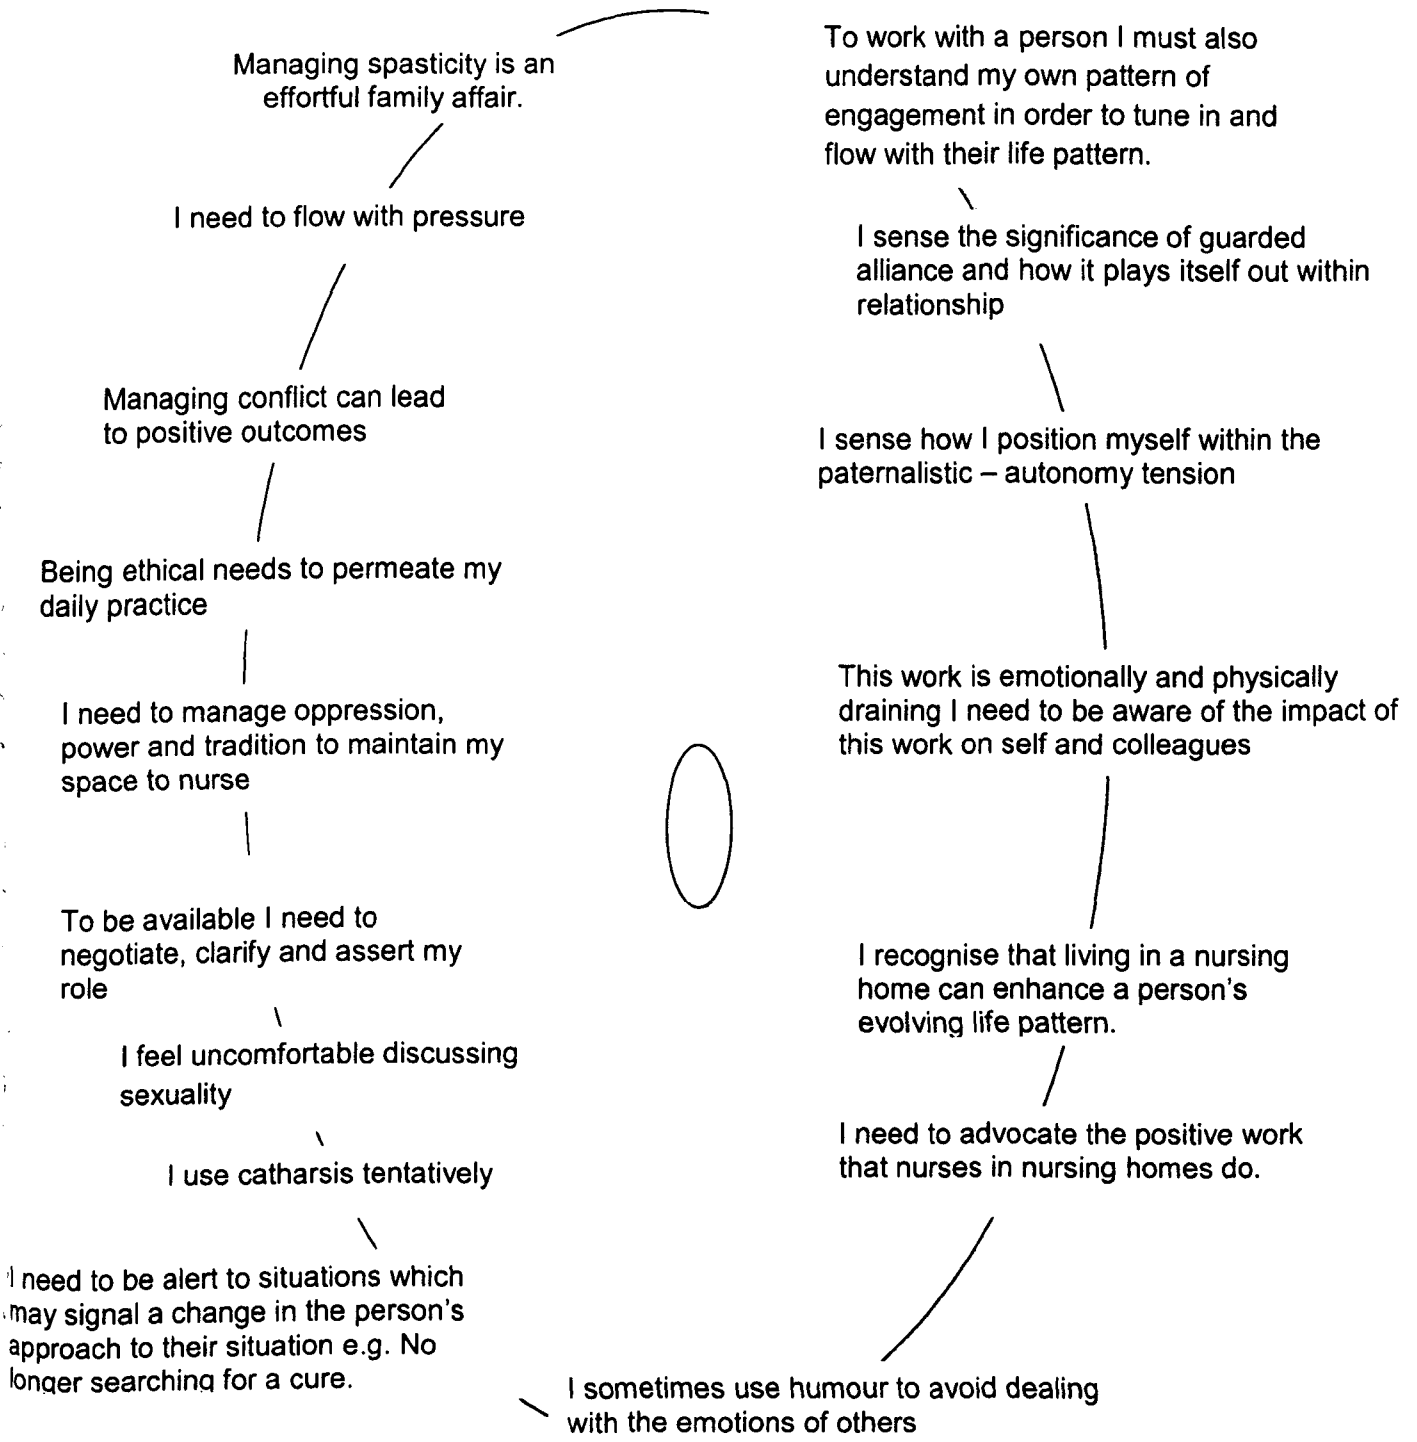 Managing spasticity is an
effortful family affair.
I need to flow with pressure
Managing conflict can lead
to positive outcomes
Being ethical needs to permeate my
daily practice
I need to manage oppression,
power and tradition to maintain my
space to nurse
To be available I need to
negotiate, clarify and assert my
role
I feel uncomfortable discussing
sexuality
I use catharsis tentatively
I need to be alert to situations which
may signal a change in the person's
approach to their situation e.g. No
longer searching for a cure.
To work with a person I must also
understand my own pattern of
engagement in order to tune in and
flow with their life pattern.
I sense the significance of guarded
alliance and how it plays itself out within
relationship
I sense how I position myself within the
paternalistic – autonomy tension
This work is emotionally and physically
draining I need to be aware of the impact of
this work on self and colleagues
I recognise that living in a nursing
home can enhance a person's
evolving life pattern.
I need to advocate the positive work
that nurses in nursing homes do.
I sometimes use humour to avoid dealing
with the emotions of others